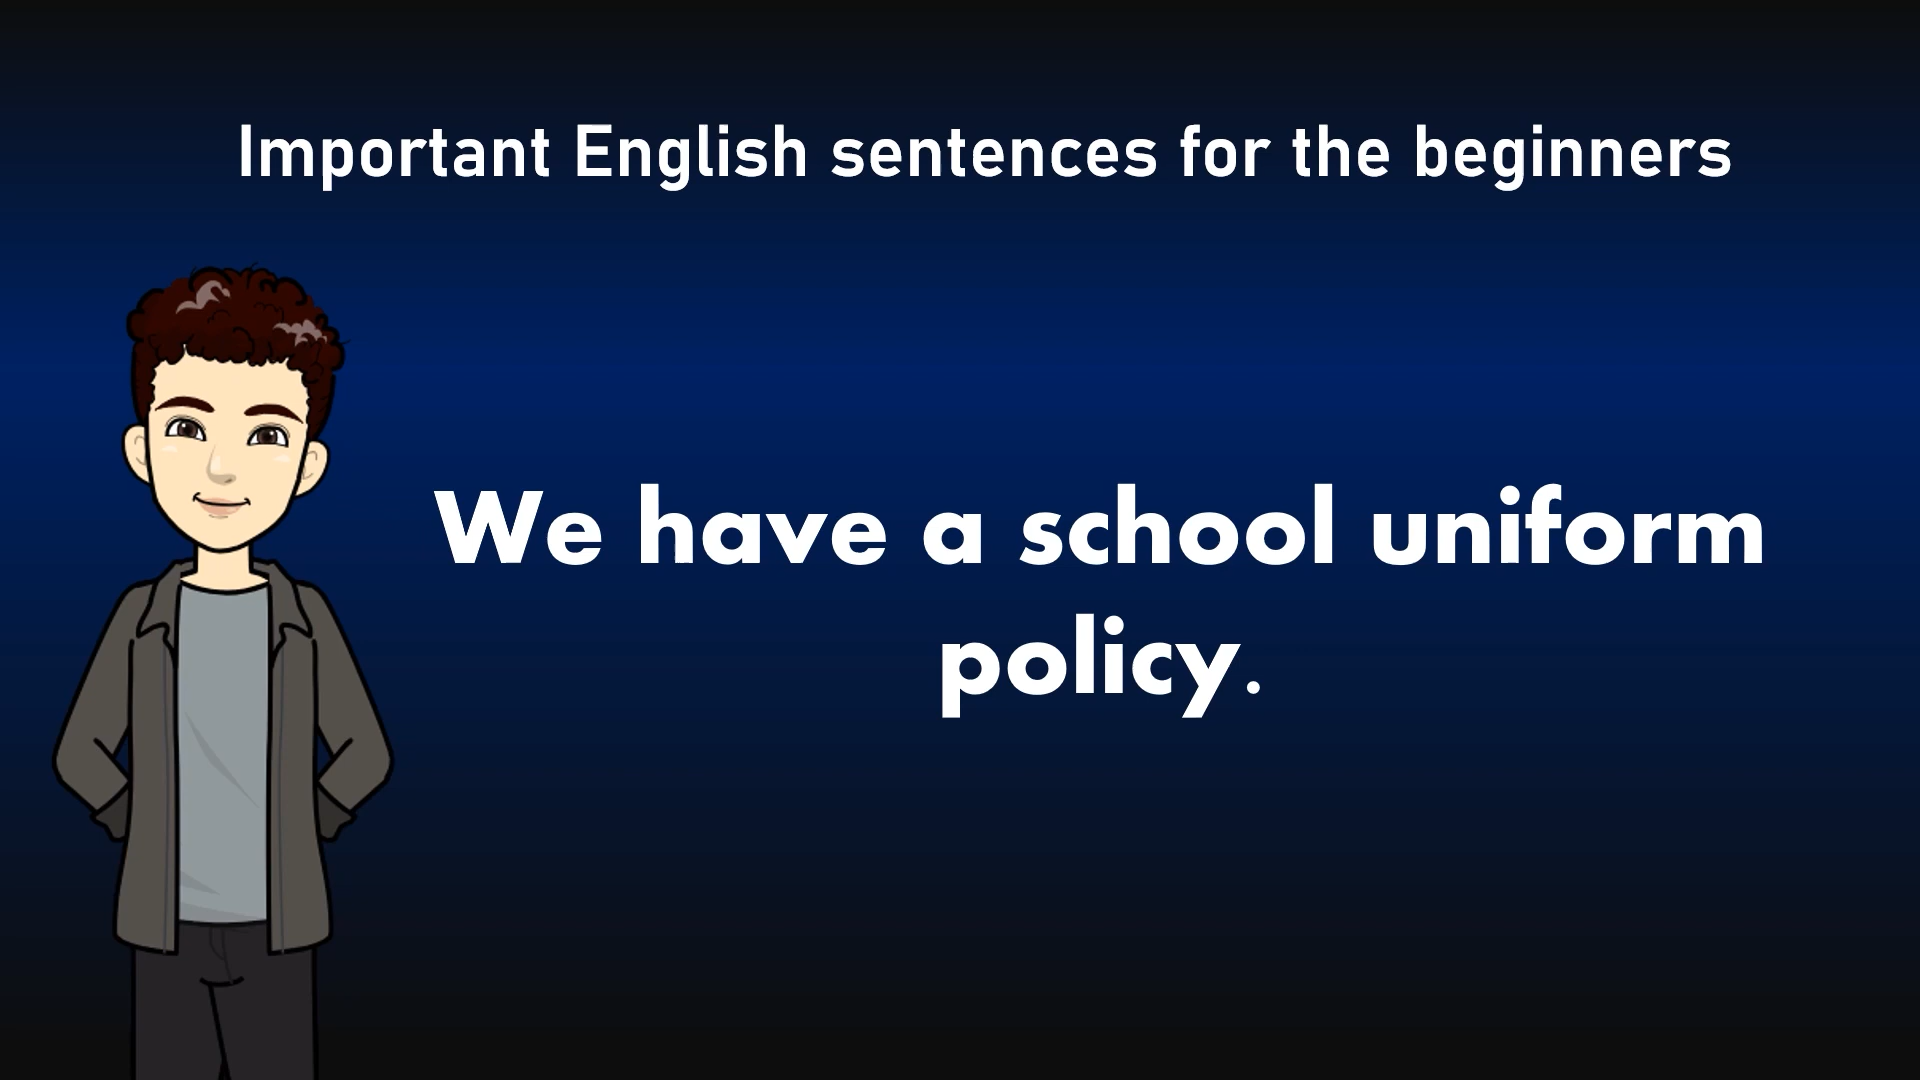 Important English sentences for the beginners
We have a school uniform
policy.